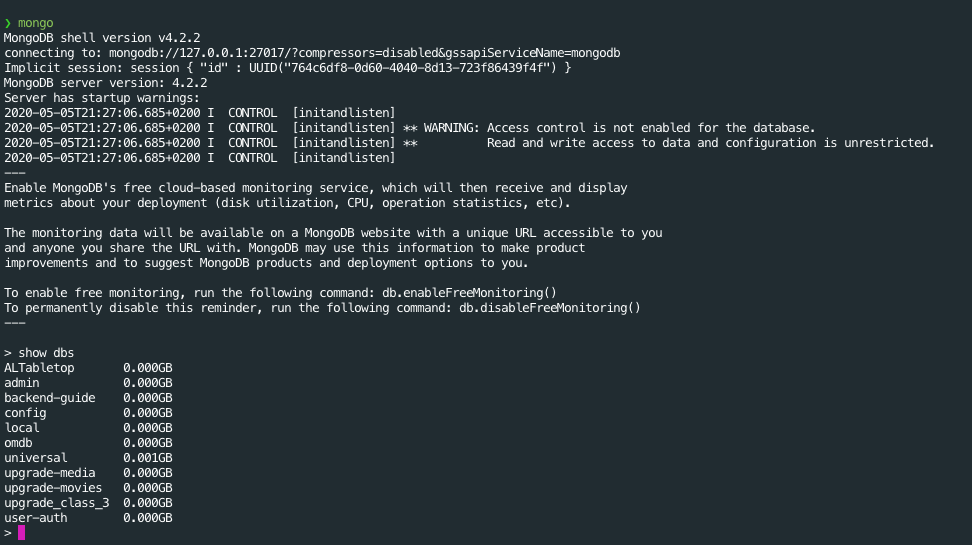 ❯ mongo
MongoDB shell version v4.2.2
connecting to: mongodb://127.0.0.1:27017/?compressors=disabled&gssapiServiceName=mongodb
Implicit session: session { "id" : UUID("764c6df8-0d60-4040-8d13-723f86439f4f") }
MongoDB server version: 4.2.2
Server has startup warnings:
2020-05-05T21:27:06.685+0200 I  CONTROL  [initandlisten]
2020-05-05T21:27:06.685+0200 I  CONTROL  [initandlisten] ** WARNING: Access control is not enabled for the database.
2020-05-05T21:27:06.685+0200 I  CONTROL  [initandlisten] **          Read and write access to data and configuration is unrestricted.
2020-05-05T21:27:06.685+0200 I  CONTROL  [initandlisten]
---
Enable MongoDB's free cloud-based monitoring service, which will then receive and display
metrics about your deployment (disk utilization, CPU, operation statistics, etc).

The monitoring data will be available on a MongoDB website with a unique URL accessible to you
and anyone you share the URL with. MongoDB may use this information to make product
improvements and to suggest MongoDB products and deployment options to you.

To enable free monitoring, run the following command: db.enableFreeMonitoring()
To permanently disable this reminder, run the following command: db.disableFreeMonitoring()
---

> show dbs
ALTabletop       0.000GB
admin            0.000GB
backend-guide    0.000GB
config           0.000GB
local            0.000GB
omdb             0.000GB
universal        0.001GB
upgrade-media    0.000GB
upgrade-movies   0.000GB
upgrade_class_3  0.000GB
user-auth        0.000GB
>